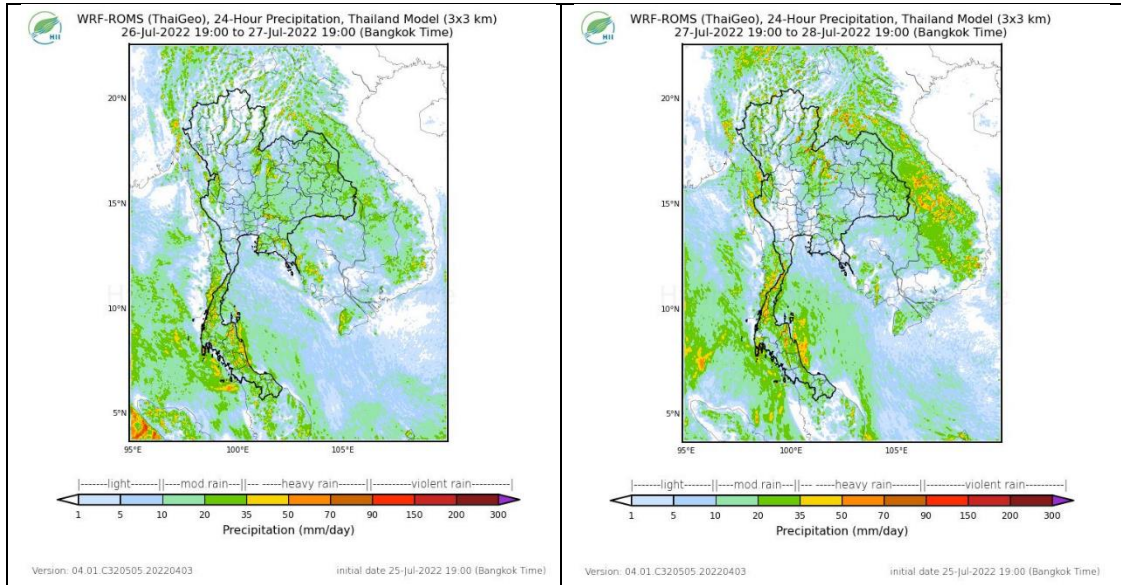 HII
WRF-ROMS (ThaiGeo), 24-Hour Precipitation, Thailand Model (3x3 km)
26-Jul-2022 19:00 to 27-Jul-2022 19:00 (Bangkok Time)
20°N
15°N
10°N
5°N
95°E 100°E 105°E
|------light------||----mod rain---||--- ----heavy rain----||---------violent rain--------|
1 5 10 20 35 50 70 90 150 200 300
Precipitation (mm/day)
Version: 04.01.C320505.20220403 initial date 25-Jul-2022 19:00 (Bangkok Time)
HII
WRF-ROMS (ThaiGeo), 24-Hour Precipitation, Thailand Model (3x3 km)
27-Jul-2022 19:00 to 28-Jul-2022 19:00 (Bangkok Time)
20°N
15°N
10°N
5°N
95°E 100°E 105°E
|------light------||----mod rain---||--- ----heavy rain----||---------violent rain--------|
1 5 10 20 35 50 70 90 150 200 300
Precipitation (mm/day)
Version: 04.01.C320505.20220403 initial date 25-Jul-2022 19:00 (Bangkok Time)